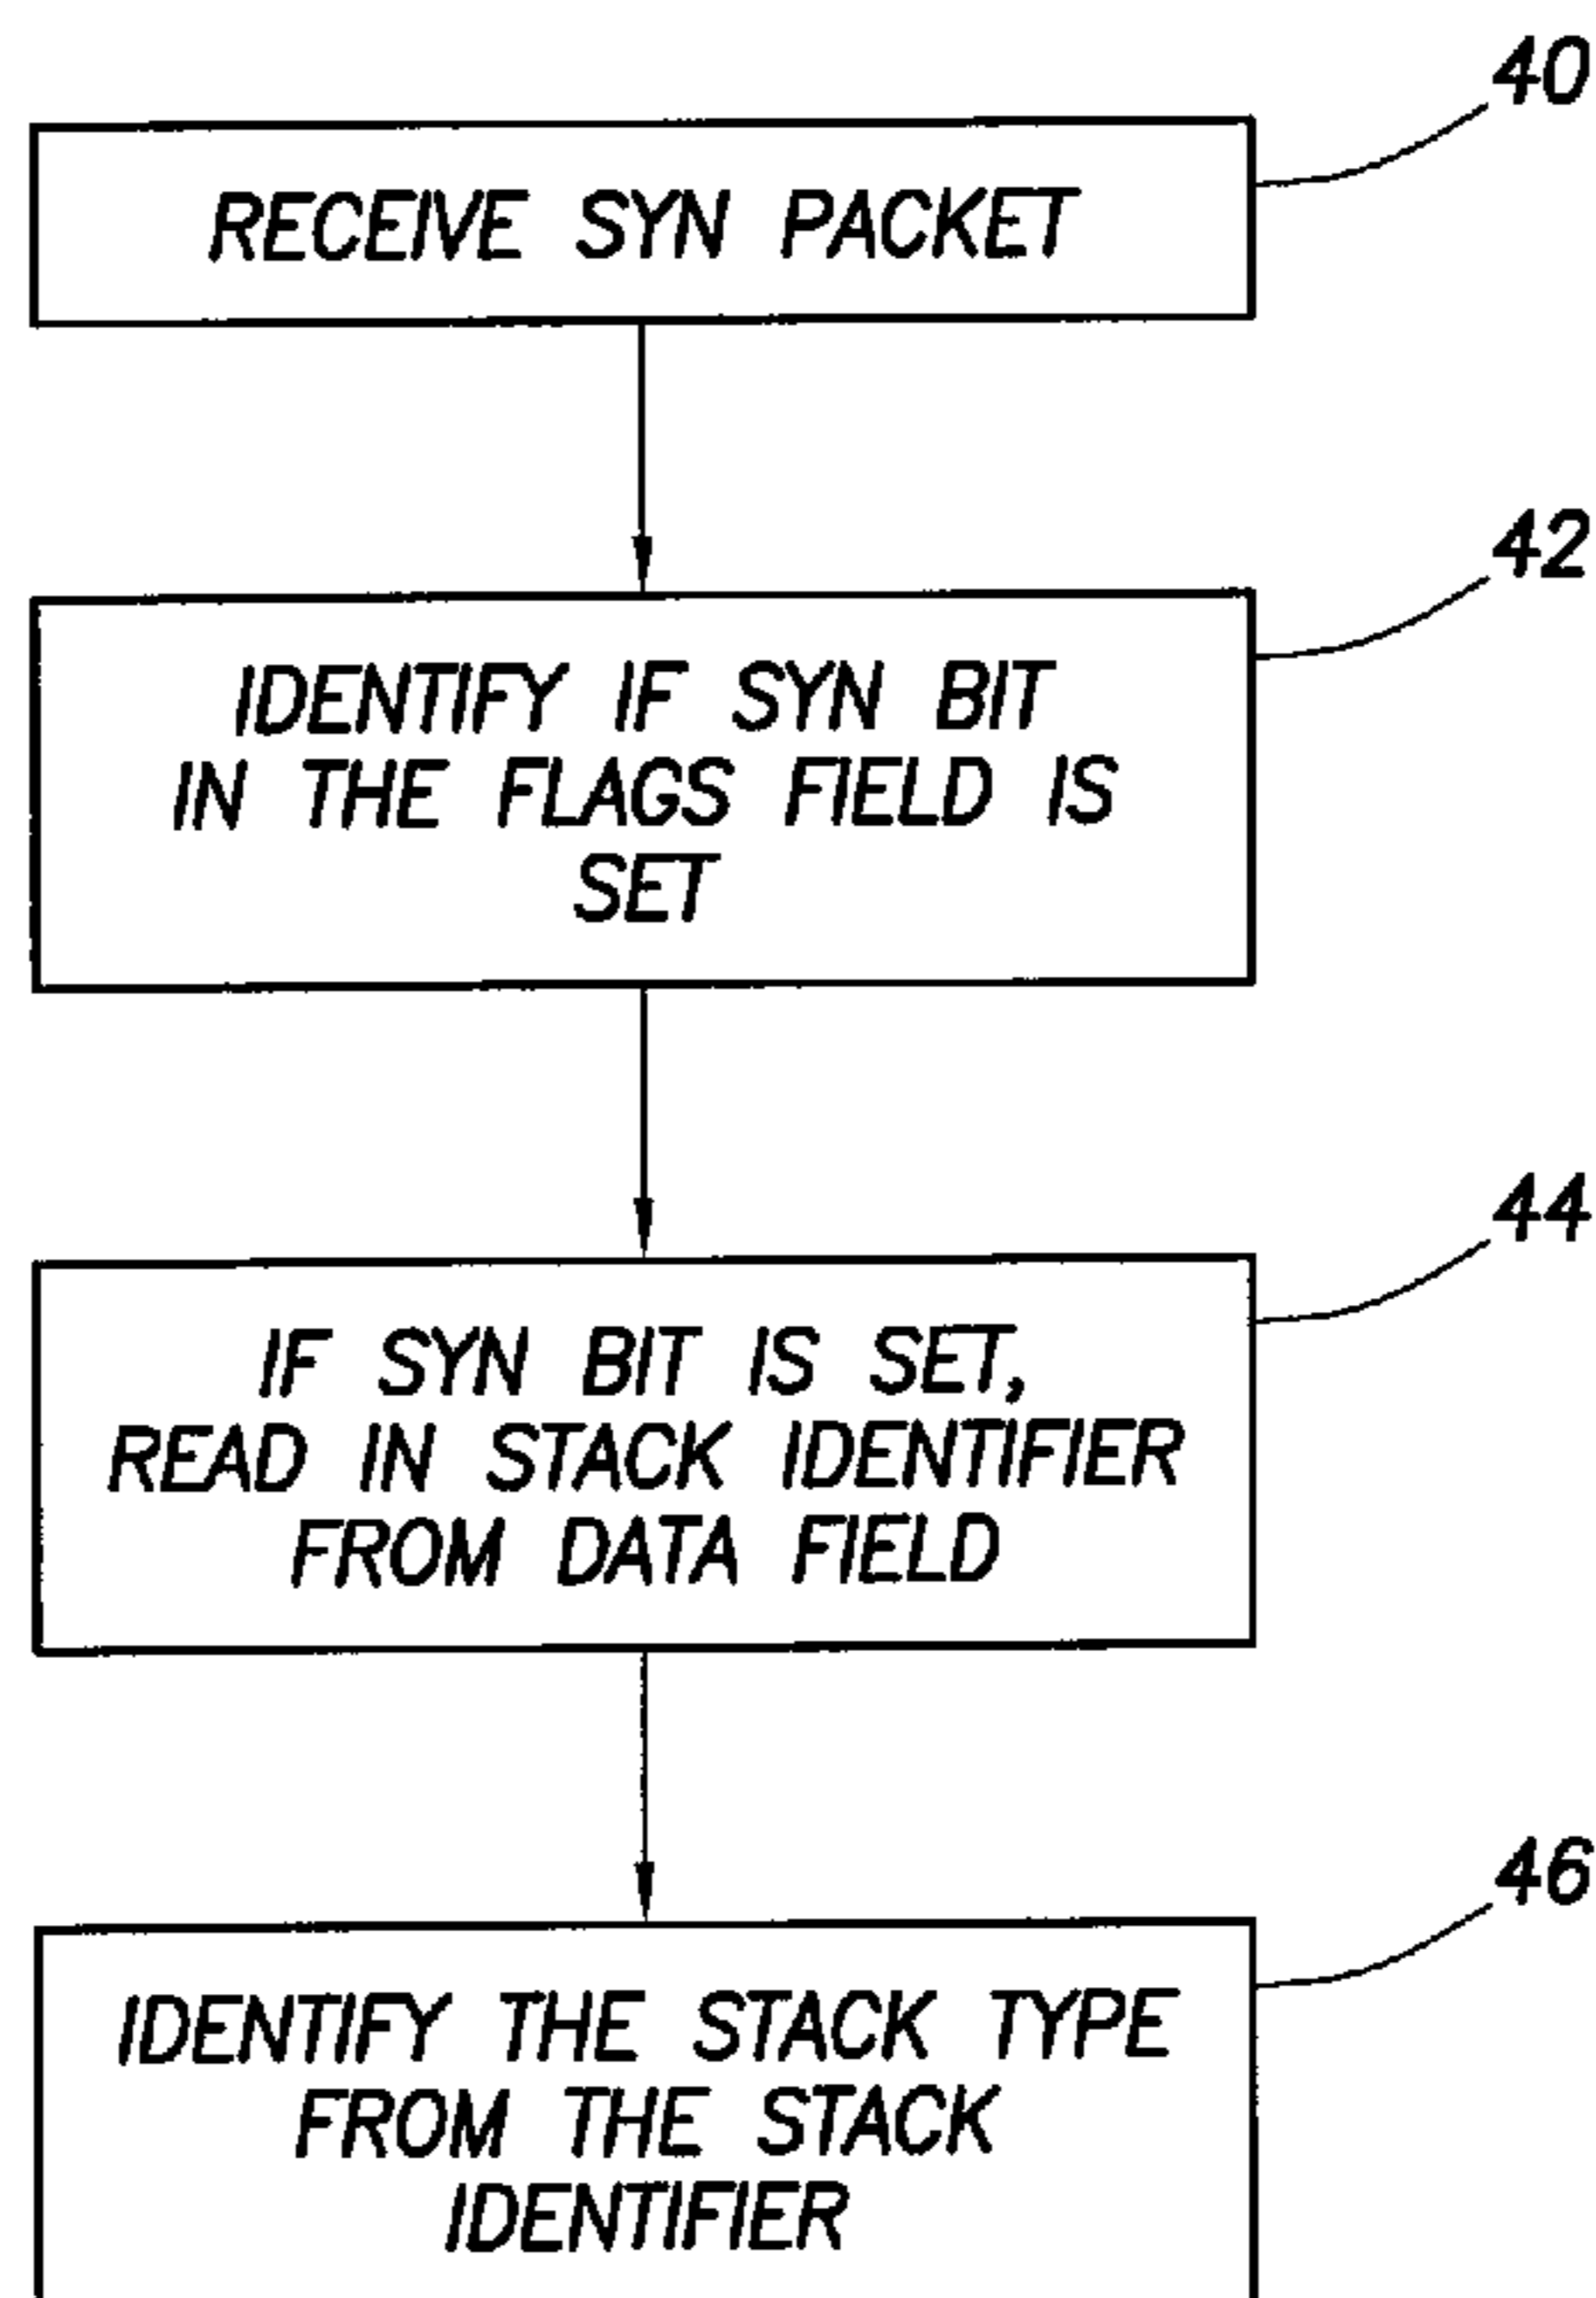 40
RECEIVE SYN PACKET
42
IDENTIFY IF SYN BIT
IN THE FLAGS FIELD IS
SET
44
IF SYN BIT IS SET,
READ IN STACK IDENTIFIER
FROM DATA FIELD
46
IDENTIFY THE STACK TYPE
FROM THE STACK
IDENTIFIER